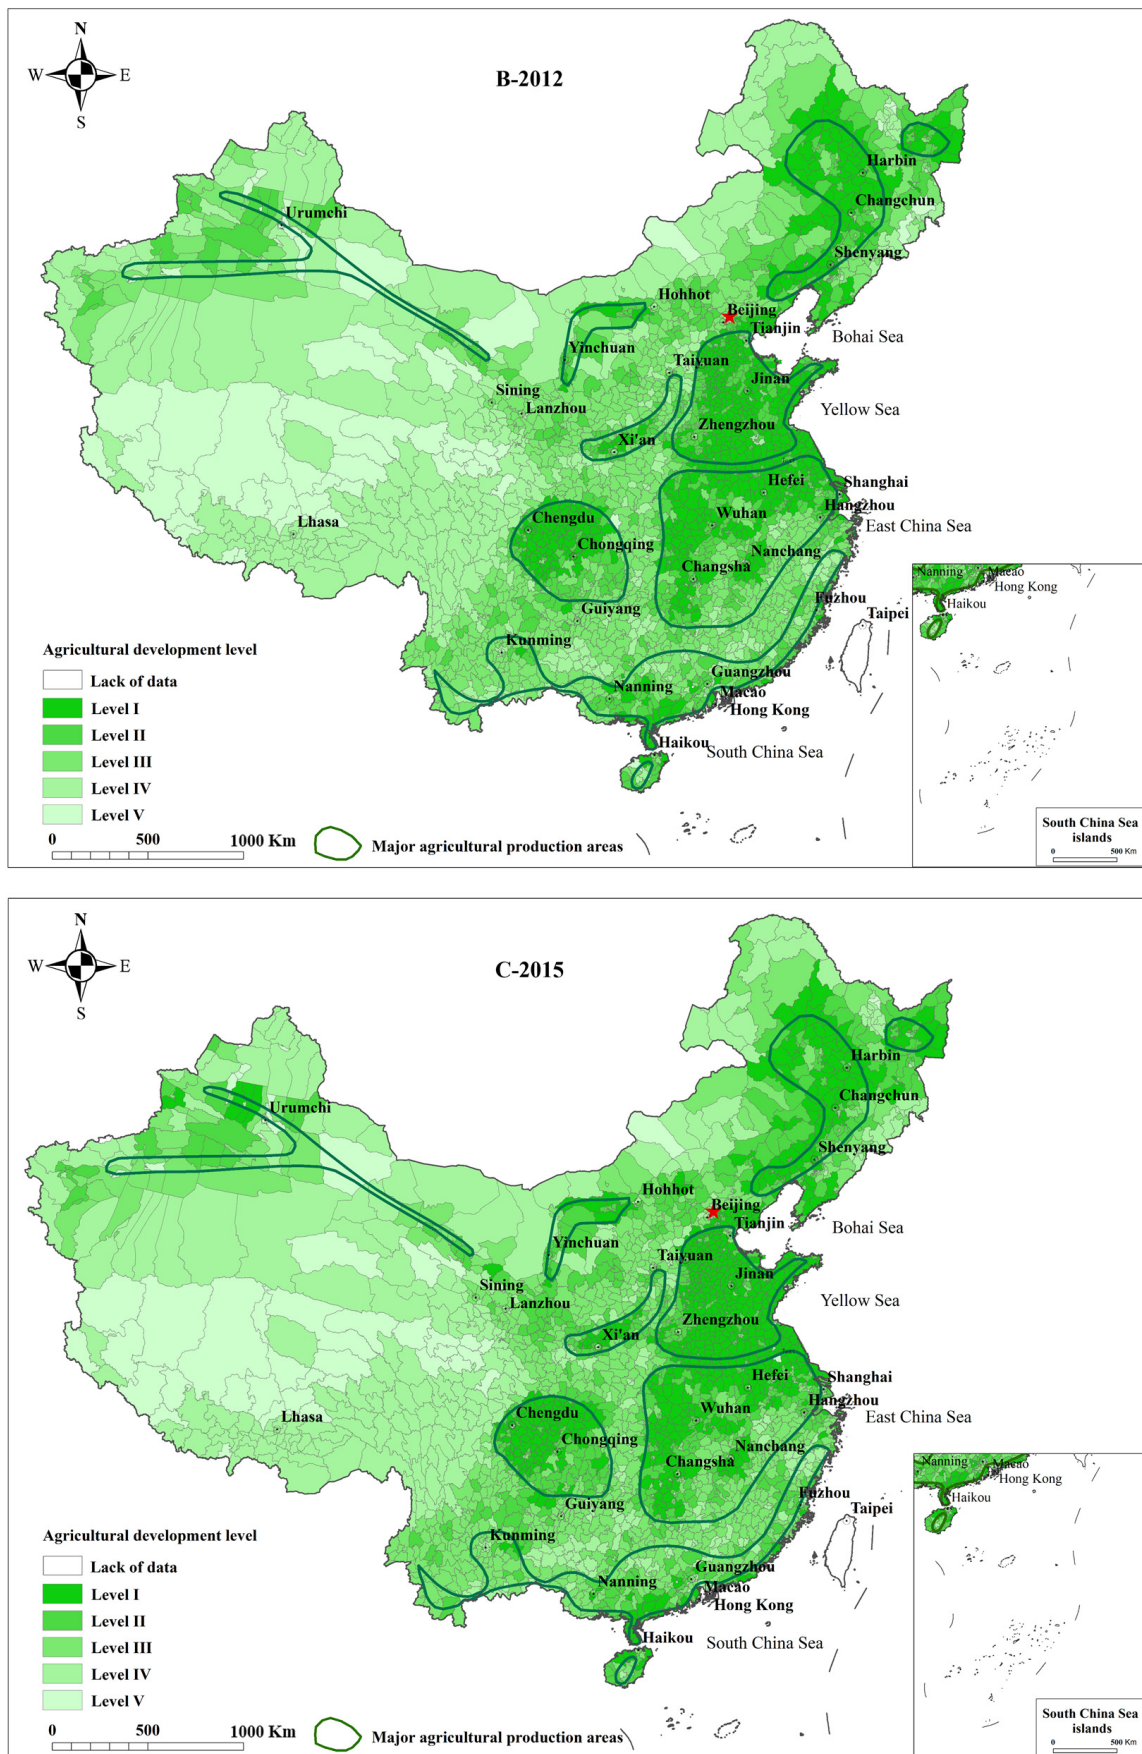 N
W E
S
B-2012
Harbin
Changchun
Urumchi
Shenyang
Hohhot
Beijing
Tianjin
Bohai Sea
Yinchuan
Taiyuan
Jinan
Sining
Lanzhou
Yellow Sea
Zhengzhou
Xi'an
Hefei
Shanghai
Hangzhou
Wuhan
East China Sea
Chengdu
Lhasa
Chongqing
Nanchang
Changsha
Fuzhou
Taipei
Guiyang
Kunming
Guangzhou
Nanning
Macao
Hong Kong
Haikou
South China Sea
Nanning
Macao
Hong Kong
Haikou
South China Sea
islands
0 500 Km
Agricultural development level
Lack of data
Level I
Level II
Level III
Level IV
Level V
0 500 1000 Km
Major agricultural production areas
N
W E
S
C-2015
Harbin
Changchun
Urumchi
Shenyang
Hohhot
Beijing
Tianjin
Bohai Sea
Yinchuan
Taiyuan
Jinan
Sining
Lanzhou
Yellow Sea
Zhengzhou
Xi'an
Hefei
Shanghai
Hangzhou
Wuhan
East China Sea
Chengdu
Lhasa
Chongqing
Nanchang
Changsha
Fuzhou
Taipei
Guiyang
Kunming
Guangzhou
Nanning
Macao
Hong Kong
Haikou
South China Sea
Nanning
Macao
Hong Kong
Haikou
South China Sea
islands
0 500 Km
Agricultural development level
Lack of data
Level I
Level II
Level III
Level IV
Level V
0 500 1000 Km
Major agricultural production areas